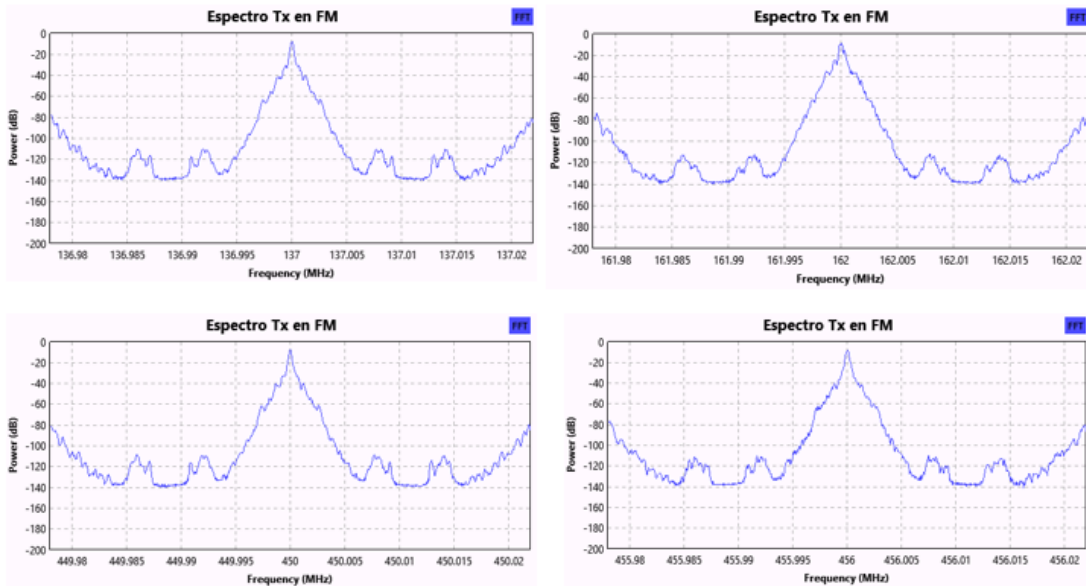 Espectro Tx en FM
FFT
0
-20
-40
-60
-80
-100
-120
-140
-160
-180
-200
Power (dB)
136.98 136.985 136.99 136.995 137 137.005 137.01 137.015 137.02
Frequency (MHz)
Espectro Tx en FM
FFT
0
-20
-40
-60
-80
-100
-120
-140
-160
-180
-200
Power (dB)
161.98 161.985 161.99 161.995 162 162.005 162.01 162.015 162.02
Frequency (MHz)
Espectro Tx en FM
FFT
0
-20
-40
-60
-80
-100
-120
-140
-160
-180
-200
Power (dB)
449.98 449.985 449.99 449.995 450 450.005 450.01 450.015 450.02
Frequency (MHz)
Espectro Tx en FM
FFT
0
-20
-40
-60
-80
-100
-120
-140
-160
-180
-200
Power (dB)
455.98 455.985 455.99 455.995 456 456.005 456.01 456.015 456.02
Frequency (MHz)